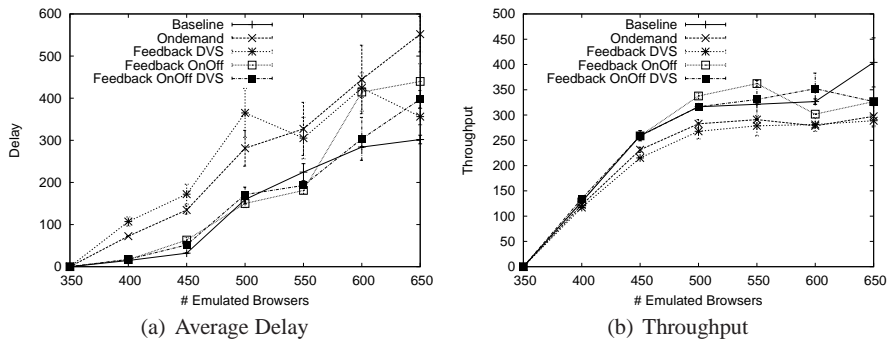 600
500
400
300
200
100
0
Delay
Baseline
Ondemand
Feedback DVS
Feedback OnOff
Feedback OnOff DVS
350 400 450 500 550 600 650
# Emulated Browsers
(a) Average Delay
500
450
400
350
300
250
200
150
100
50
0
Throughput
Baseline
Ondemand
Feedback DVS
Feedback OnOff
Feedback OnOff DVS
350 400 450 500 550 600 650
# Emulated Browsers
(b) Throughput